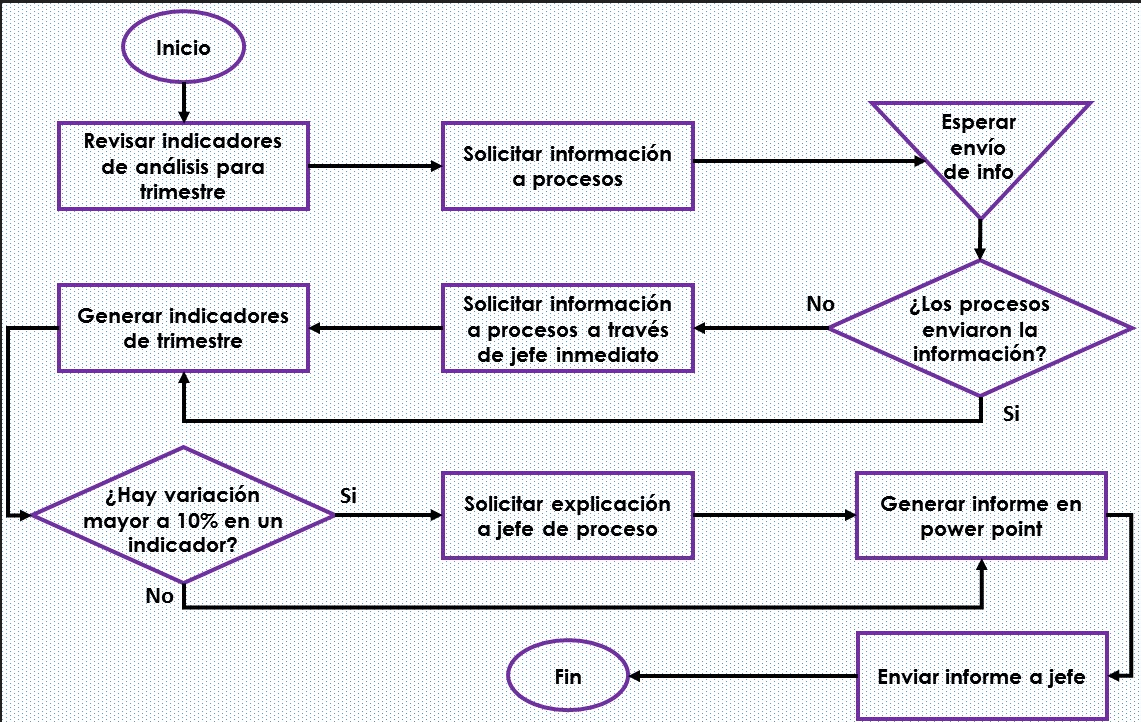 Inicio
Revisar indicadores
de análisis para
trimestre
Solicitar información
a procesos
Esperar
envío
de info
¿Los procesos
enviaron la
información?
No
Si
Solicitar información
a procesos a través
de jefe inmediato
Generar indicadores
de trimestre
¿Hay variación
mayor a 10% en un
indicador?
Si
No
Solicitar explicación
a jefe de proceso
Generar informe en
power point
Enviar informe a jefe
Fin